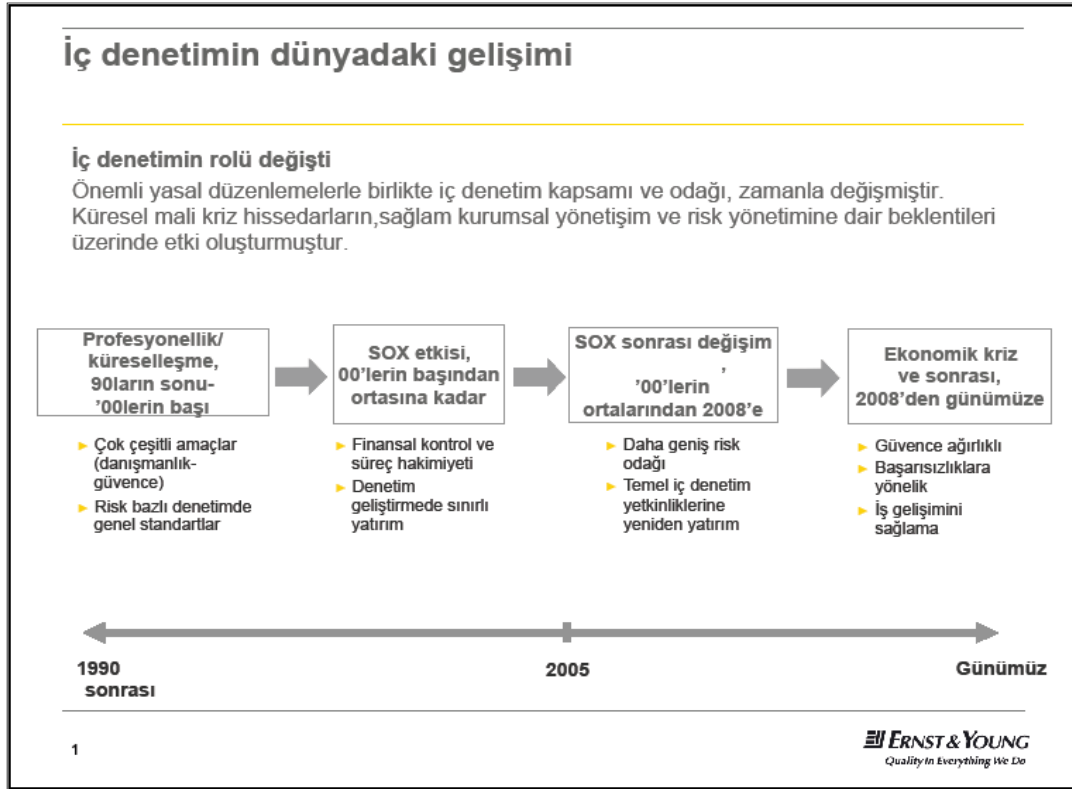 İç denetimin dünyadaki gelişimi
İç denetimin rolü değişti
Önemli yasal düzenlemelerle birlikte iç denetim kapsamı ve odağı, zamanla değişmiştir.
Küresel mali kriz hissedarların,sağlam kurumsal yönetişim ve risk yönetimine dair beklentileri
üzerinde etki oluşturmuştur.
Profesyonellik/
küreselleşme,
90ların sonu-
'00lerin başı
► Çok çeşitli amaçlar
(danışmanlık-
güvence)
► Risk bazlı denetimde
genel standartlar
SOX etkisi,
00'lerin başından
ortasına kadar
► Finansal kontrol ve
süreç hakimiyeti
► Denetim
geliştirmede sınırlı
yatırım
SOX sonrası değişim
,
'00'lerin
ortalarından 2008'e
► Daha geniş risk
odağı
► Temel iç denetim
yetkinliklerine
yeniden yatırım
Ekonomik kriz
ve sonrası,
2008'den günümüze
► Güvence ağırlıklı
► Başarısızlıklara
yönelik
► İş gelişimini
sağlama
1990
sonrası
2005
Günümüz
1
ERNST & YOUNG
Quality In Everything We Do